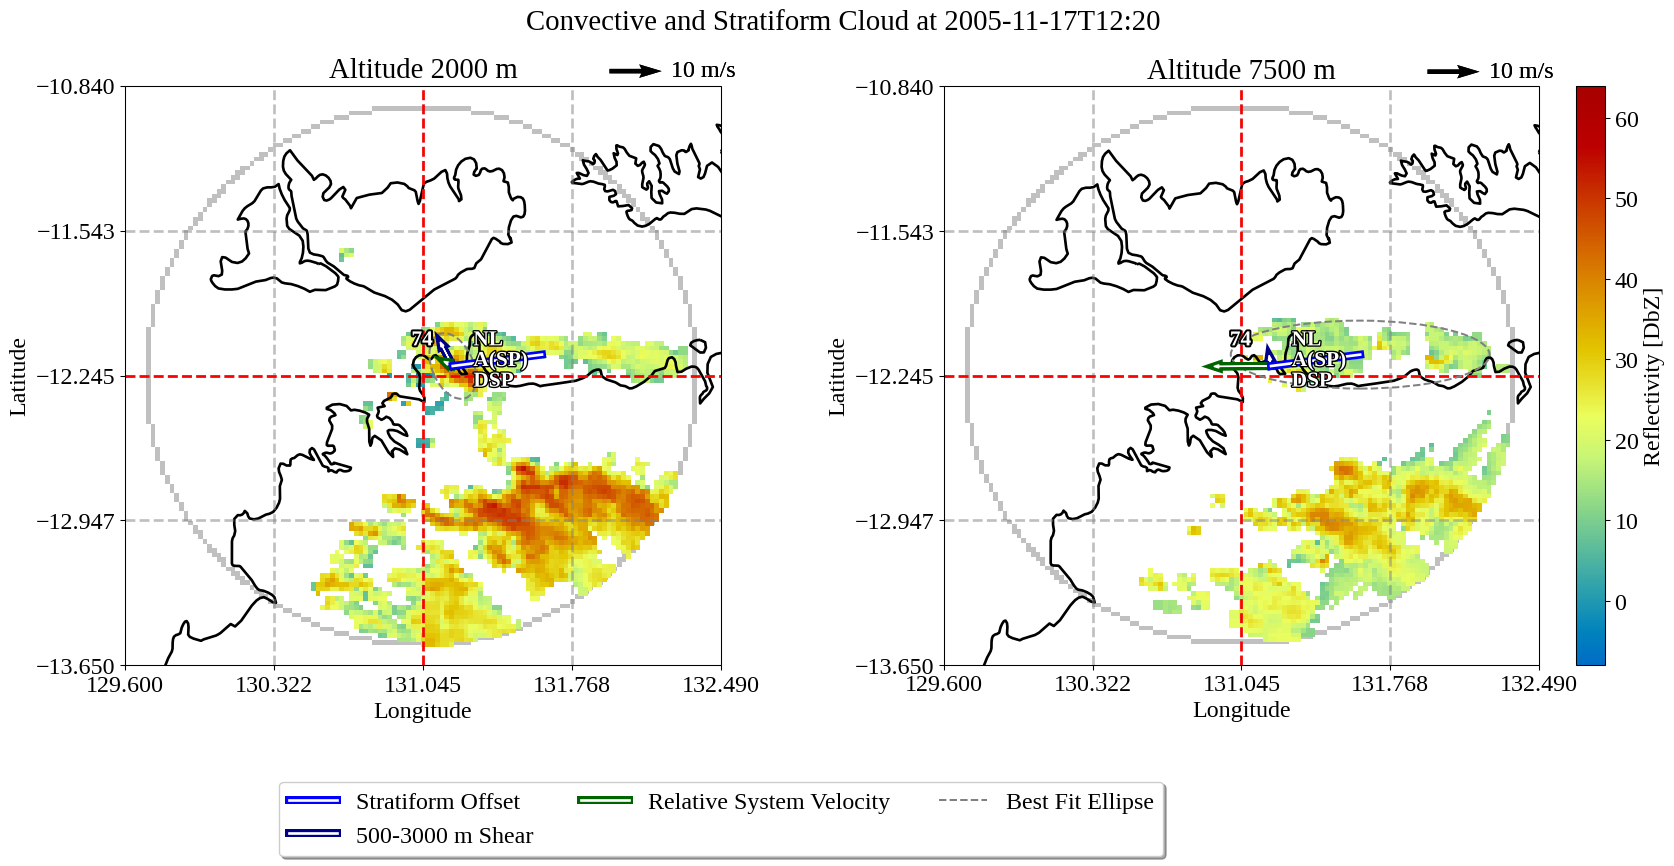 Convective and Stratiform Cloud at 2005-11-17T12:20
Altitude 2000 m
10 m/s
Altitude 7500 m
10 m/s
−10.840
−11.543
−12.245
−12.947
−13.650
Latitude
74
NL
A(SP)
DSP
129.600
130.322
131.045
131.768
132.490
Longitude
−10.840
−11.543
−12.245
−12.947
−13.650
Latitude
74
NL
A(SP)
DSP
129.600
130.322
131.045
131.768
132.490
Longitude
60
50
40
30
20
10
0
Reflectivity [DbZ]
Stratiform Offset
Relative System Velocity
Best Fit Ellipse
500-3000 m Shear